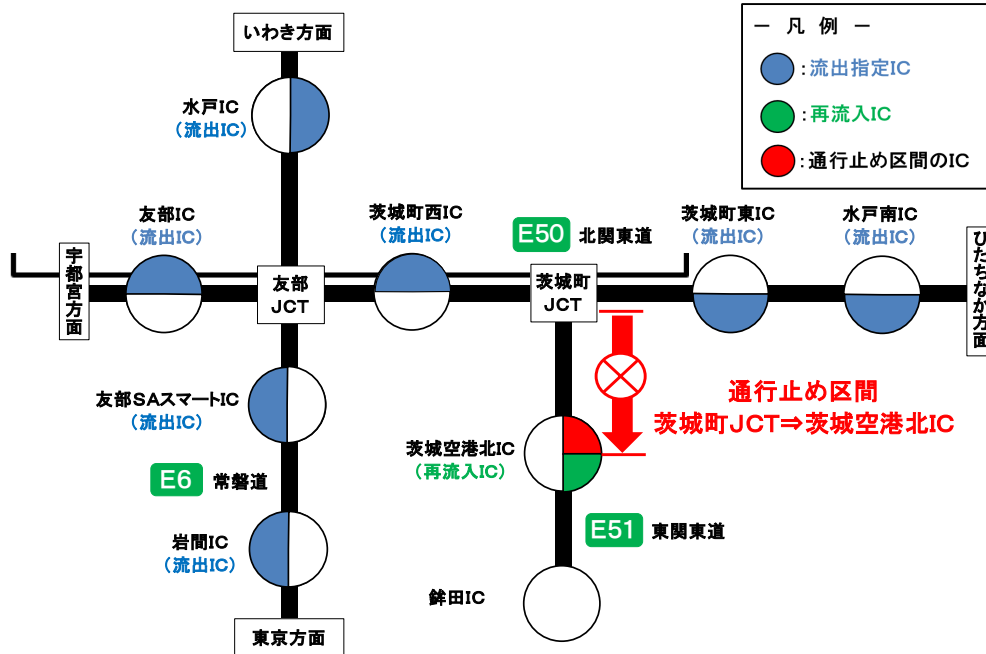 いわき方面
－ 凡 例 －
：流出指定IC
：再流入IC
：通行止め区間のIC
水戸IC
（流出IC）
友部IC
（流出IC）
茨城町西IC
（流出IC）
E50 北関東道
茨城町東IC
（流出IC）
水戸南IC
（流出IC）
宇都宮方面
友部
JCT
茨城町
JCT
ひたちなか方面
友部SAスマートIC
（流出IC）
通行止め区間
茨城町JCT⇒茨城空港北IC
茨城空港北IC
（再流入IC）
E6 常磐道
E51 東関東道
岩間IC
（流出IC）
鉾田IC
東京方面